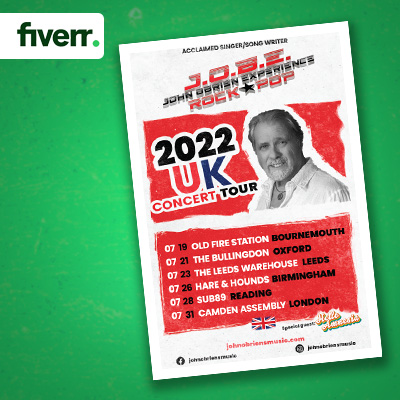 fiverr.
ACCLAIMED SINGER/SONG WRITER
J.O.B.E.
JOHN OBRIEN EXPERIENCE
ROCK★POP
2022
UK
CONCERT TOUR
07 19 OLD FIRE STATION BOURNEMOUTH
07 21 THE BULLINGDON OXFORD
07 23 THE LEEDS WAREHOUSE LEEDS
07 26 HARE & HOUNDS BIRMINGHAM
07 28 SUB89 READING
07 31 CAMDEN ASSEMBLY LONDON
Special guest:
johnobriensmusic.com
johnobriensmusic
johnobriensmusic